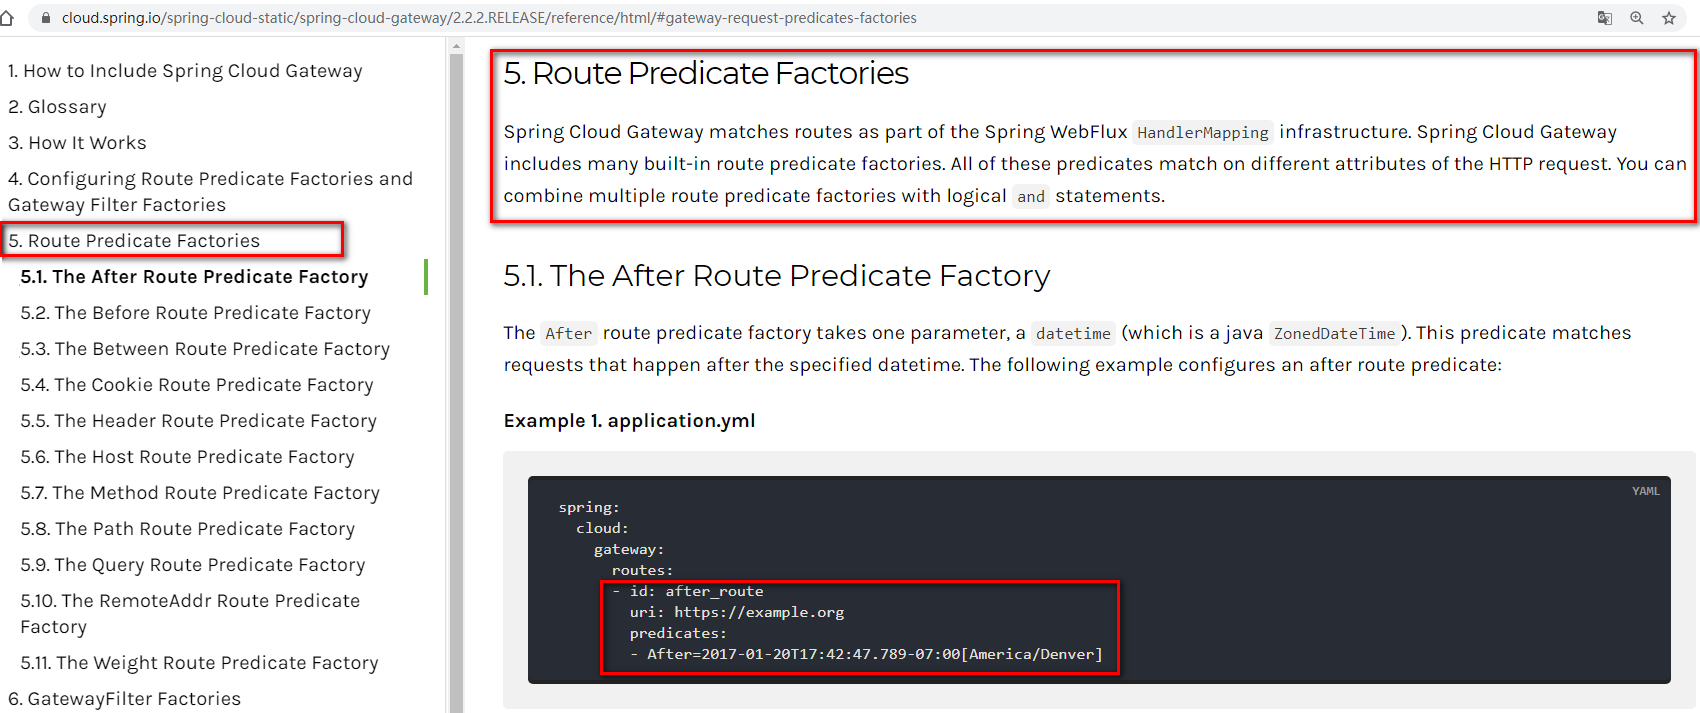 cloud.spring.io/spring-cloud-static/spring-cloud-gateway/2.2.2.RELEASE/reference/html/#gateway-request-predicates-factories
1. How to Include Spring Cloud Gateway
2. Glossary
3. How It Works
4. Configuring Route Predicate Factories and
Gateway Filter Factories
5. Route Predicate Factories
5.1. The After Route Predicate Factory
5.2. The Before Route Predicate Factory
5.3. The Between Route Predicate Factory
5.4. The Cookie Route Predicate Factory
5.5. The Header Route Predicate Factory
5.6. The Host Route Predicate Factory
5.7. The Method Route Predicate Factory
5.8. The Path Route Predicate Factory
5.9. The Query Route Predicate Factory
5.10. The RemoteAddr Route Predicate
Factory
5.11. The Weight Route Predicate Factory
6. GatewayFilter Factories
5. Route Predicate Factories
Spring Cloud Gateway matches routes as part of the Spring WebFlux HandlerMapping infrastructure. Spring Cloud Gateway
includes many built-in route predicate factories. All of these predicates match on different attributes of the HTTP request. You can
combine multiple route predicate factories with logical and statements.
5.1. The After Route Predicate Factory
The After route predicate factory takes one parameter, a datetime (which is a java ZonedDateTime). This predicate matches
requests that happen after the specified datetime. The following example configures an after route predicate:
Example 1. application.yml
YAML
spring:
cloud:
gateway:
routes:
- id: after_route
uri: https://example.org
predicates:
- After=2017-01-20T17:42:47.789-07:00[America/Denver]